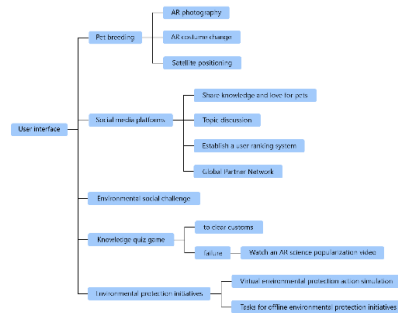 AR photography
Pet breeding
AR costume change
Satellite positioning
Share knowledge and love for pets
Social media platforms
Topic discussion
User interface
Establish a user ranking system
Global Partner Network
Environmental social challenge
to clear customs
Knowledge quiz game
failure
Watch an AR science popularization video
Virtual environmental protection action simulation
Environmental protection initiatives
Tasks for offline environmental protection initiatives